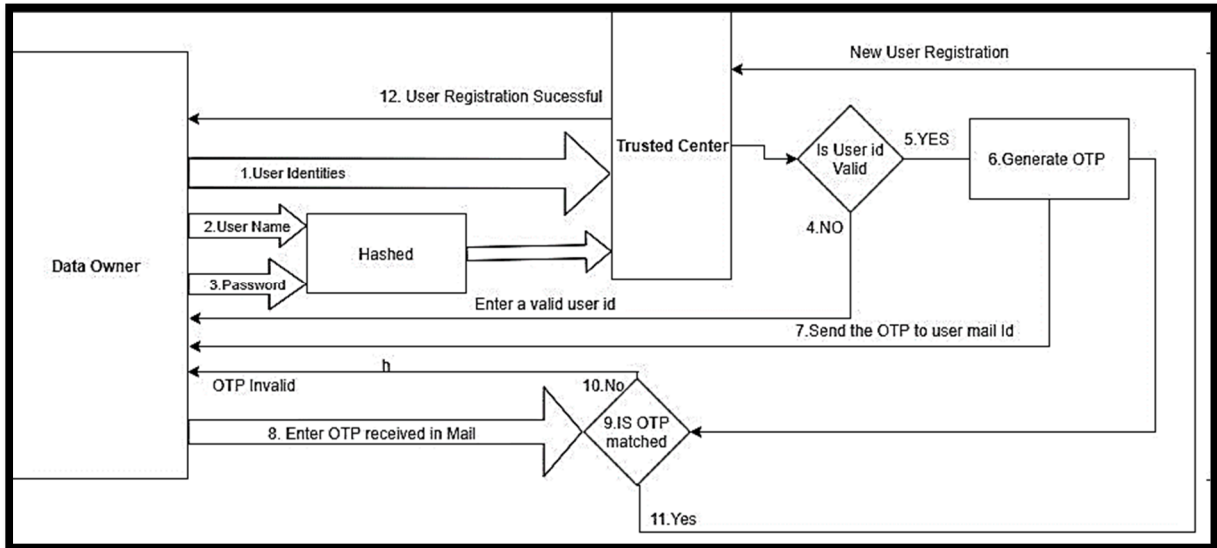 New User Registration
12. User Registration Sucessful
Trusted Center
Is User id
Valid
5.YES
6.Generate OTP
1.User Identities
2.User Name
4.NO
Hashed
Data Owner
3.Password
Enter a valid user id
7.Send the OTP to user mail Id
h
OTP Invalid
10.No
8. Enter OTP received in Mail
9.IS OTP
matched
11.Yes